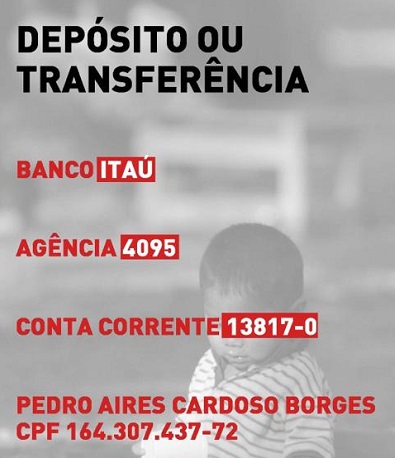 DEPÓSITO OU
TRANSFERÊNCIA
BANCO ITAÚ
AGÊNCIA 4095
CONTA CORRENTE 13817-0
PEDRO AIRES CARDOSO BORGES
CPF 164.307.437-72